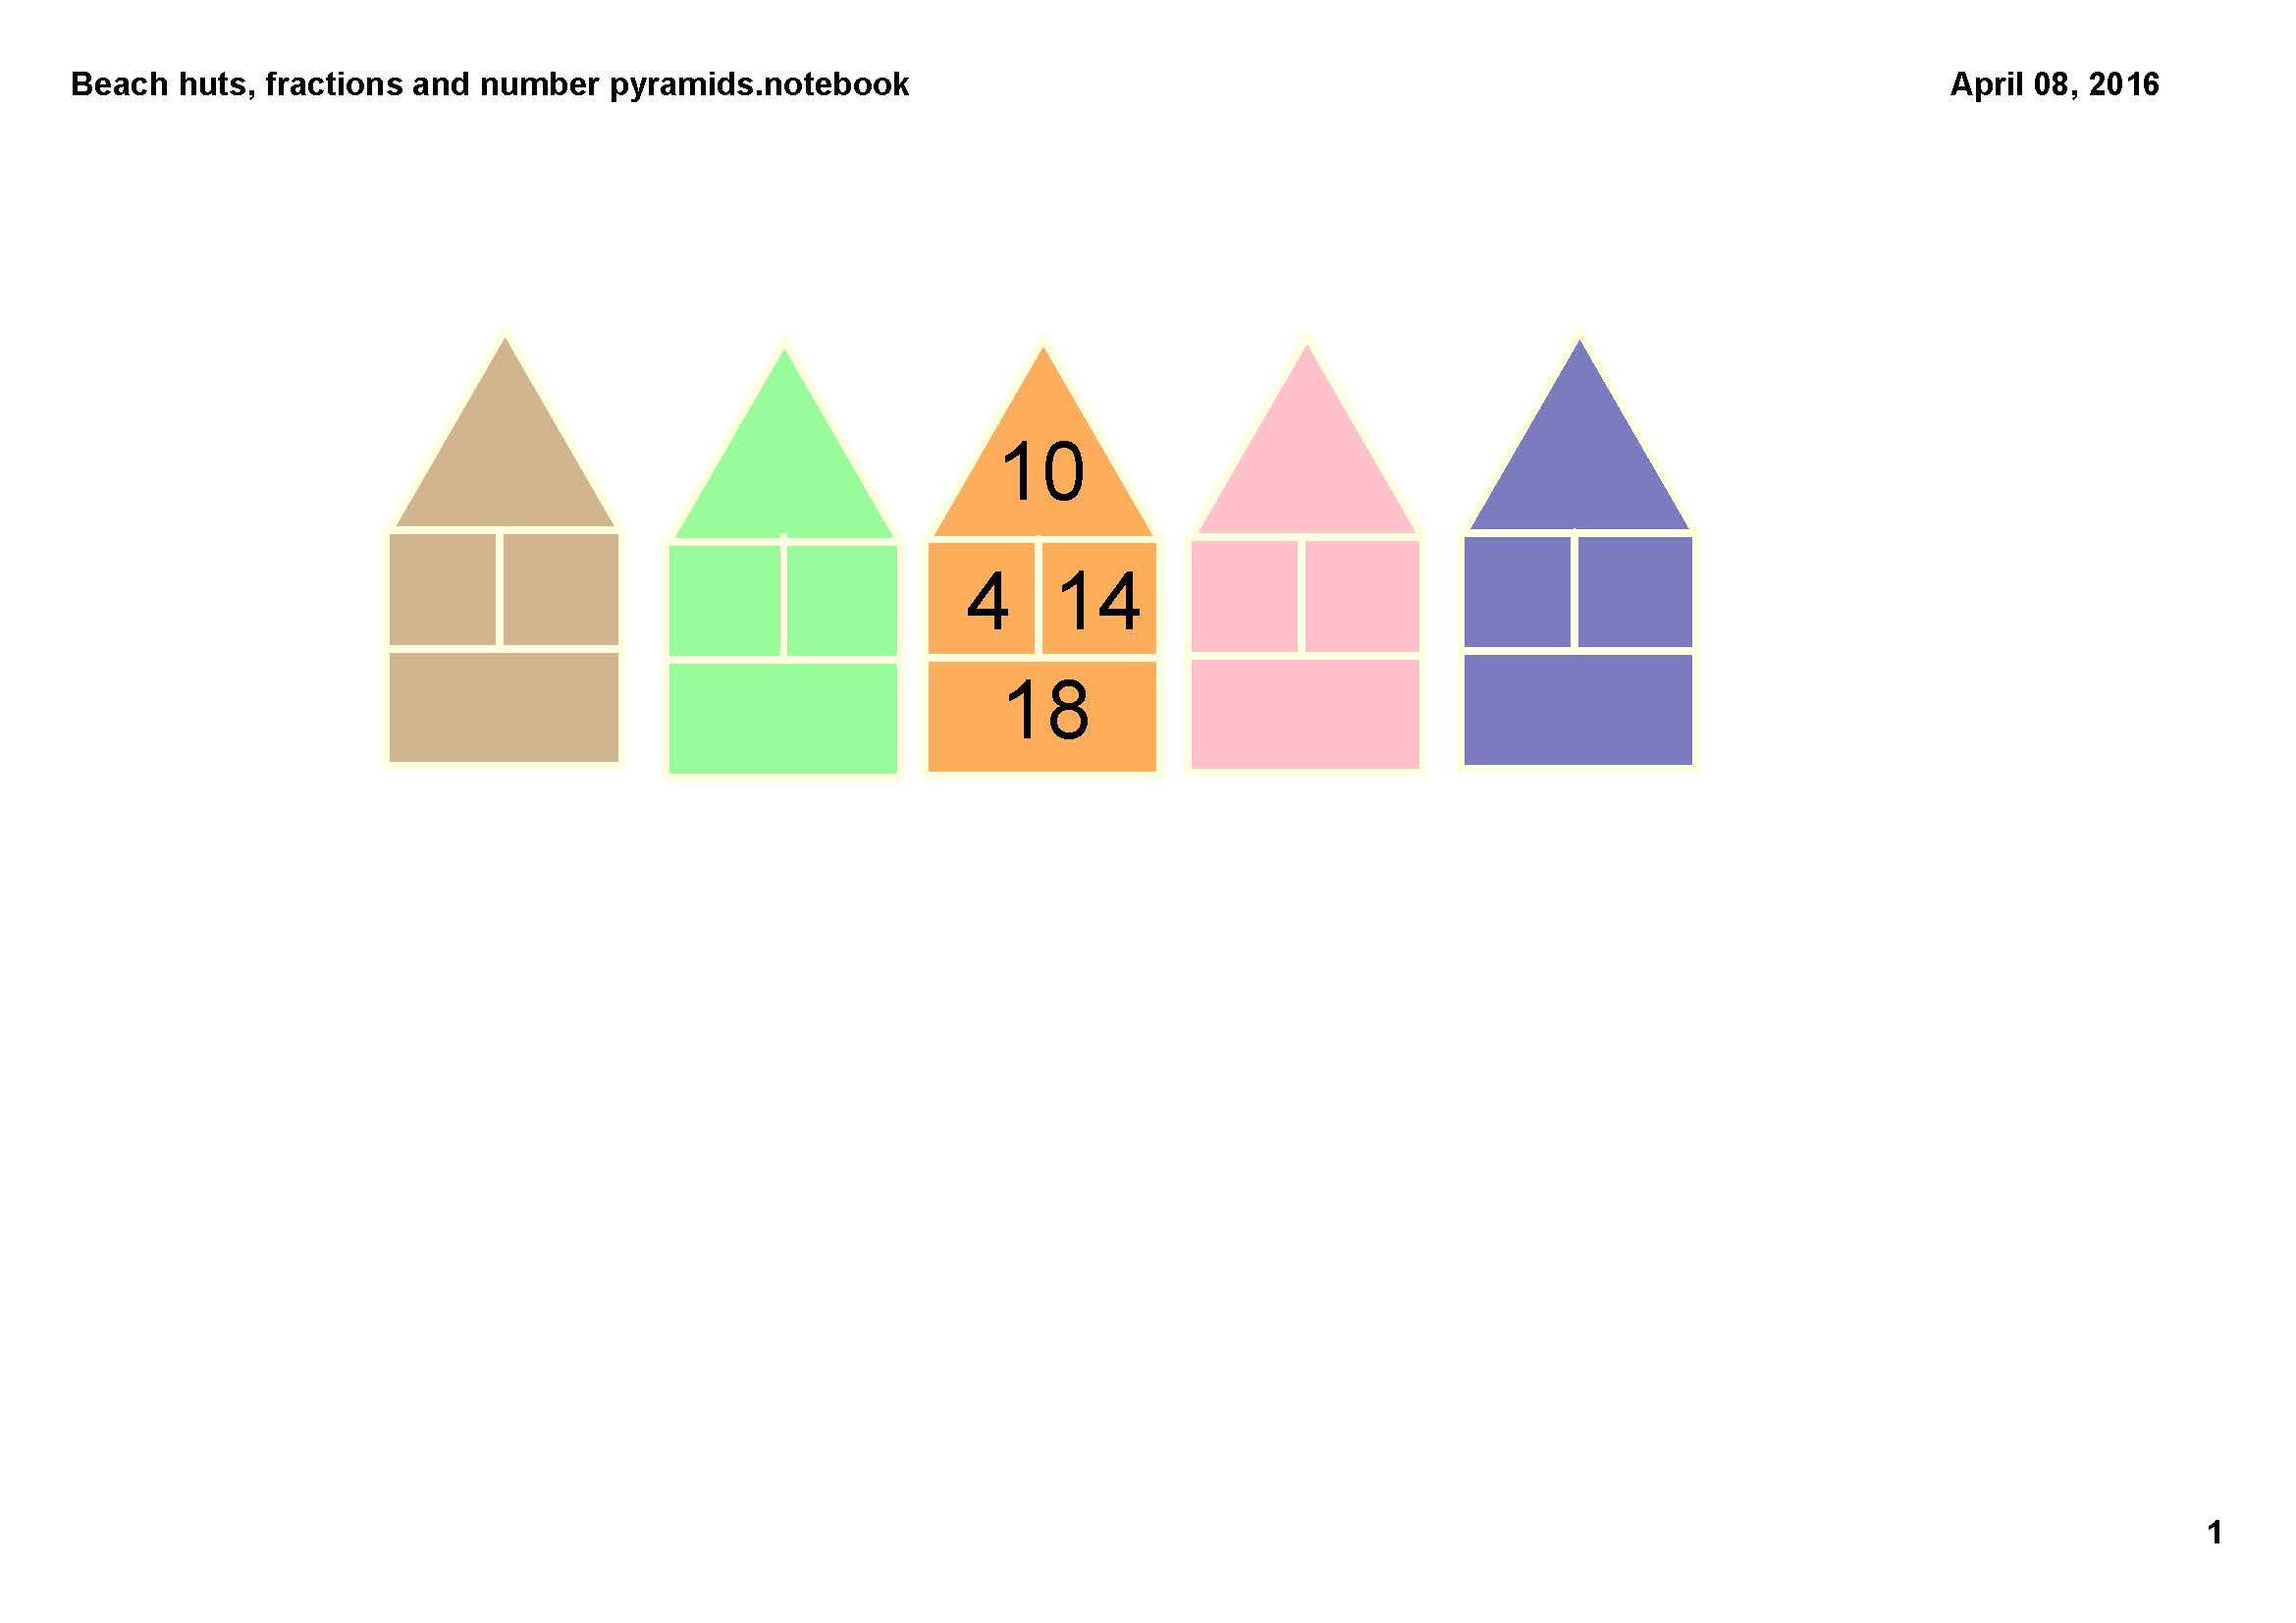 Beach huts, fractions and number pyramids.notebook
April 08, 2016
10
4 14
18
1